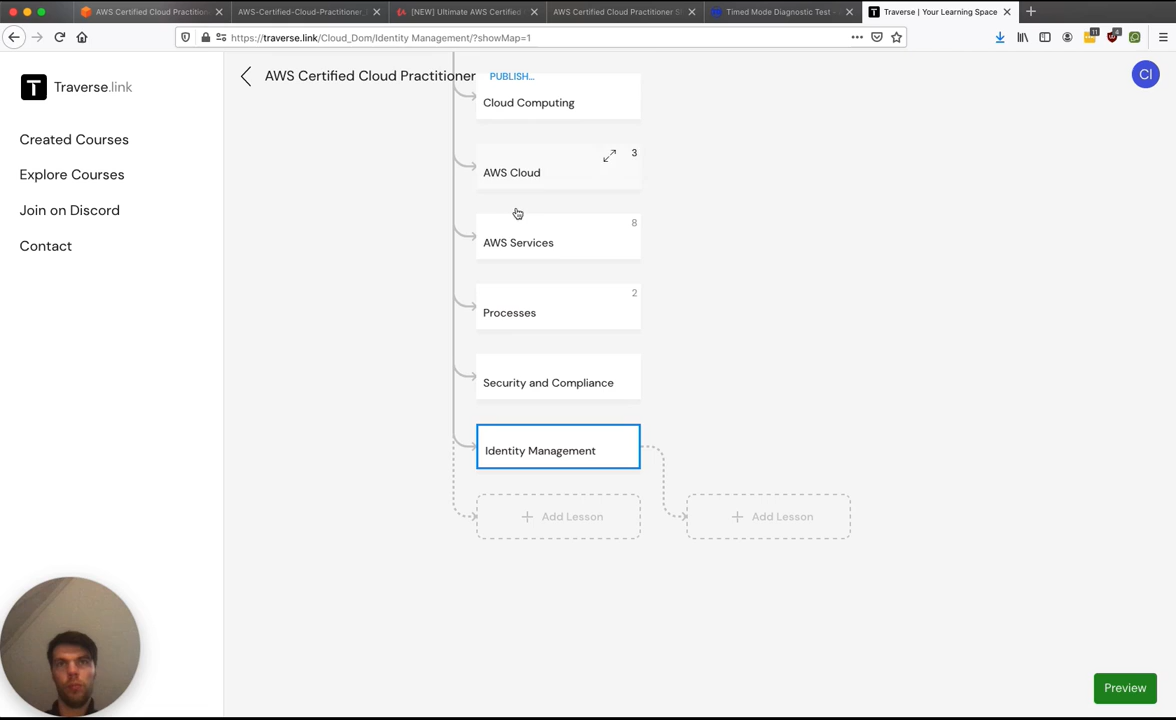 AWS Certified Cloud Practitioner
AWS-Certified-Cloud-Practitioner_
[NEW] Ultimate AWS Certified
AWS Certified Cloud Practitioner S
Timed Mode Diagnostic Test -
Traverse | Your Learning Space
https://traverse.link/Cloud_Dom/Identity Management/?showMap=1
11
T
Traverse.link
Created Courses
Explore Courses
Join on Discord
Contact
AWS Certified Cloud Practitioner
PUBLISH...
CI
Cloud Computing
3
AWS Cloud
8
AWS Services
2
Processes
Security and Compliance
Identity Management
+ Add Lesson
+ Add Lesson
Preview